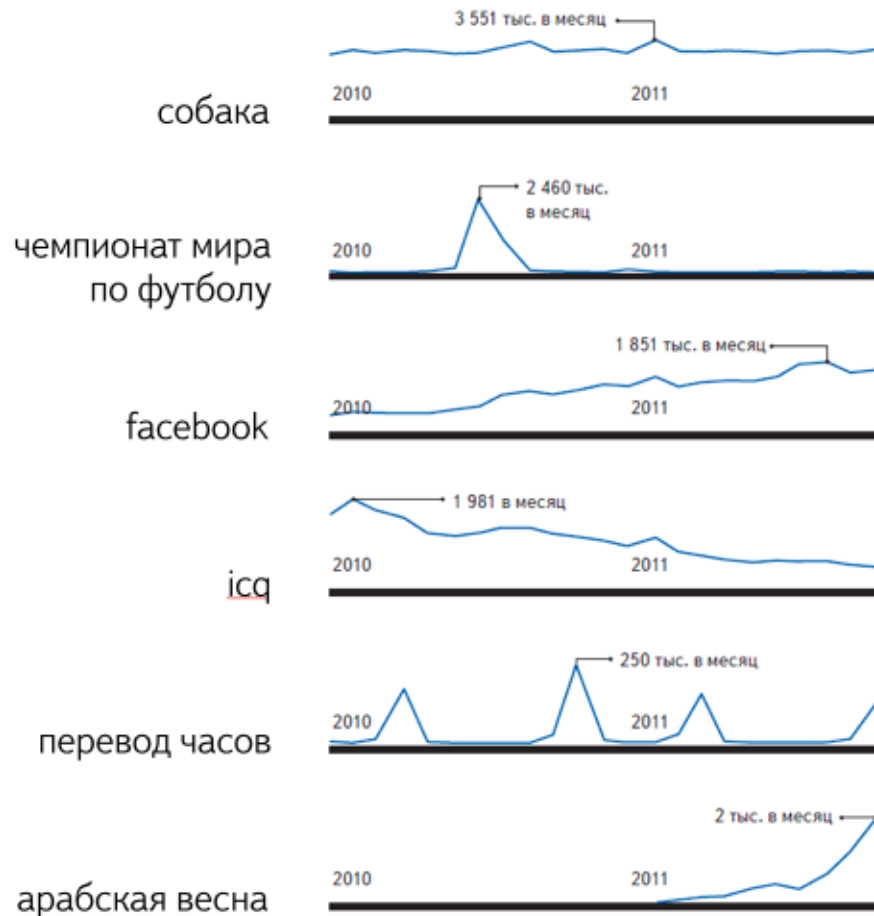 3 551 тыс. в месяц
2010 2011
собака
2 460 тыс.
в месяц
2010 2011
чемпионат мира
по футболу
1 851 тыс. в месяц
2010 2011
facebook
1 981 в месяц
2010 2011
icq
250 тыс. в месяц
2010 2011
перевод часов
2 тыс. в месяц
2010 2011
арабская весна